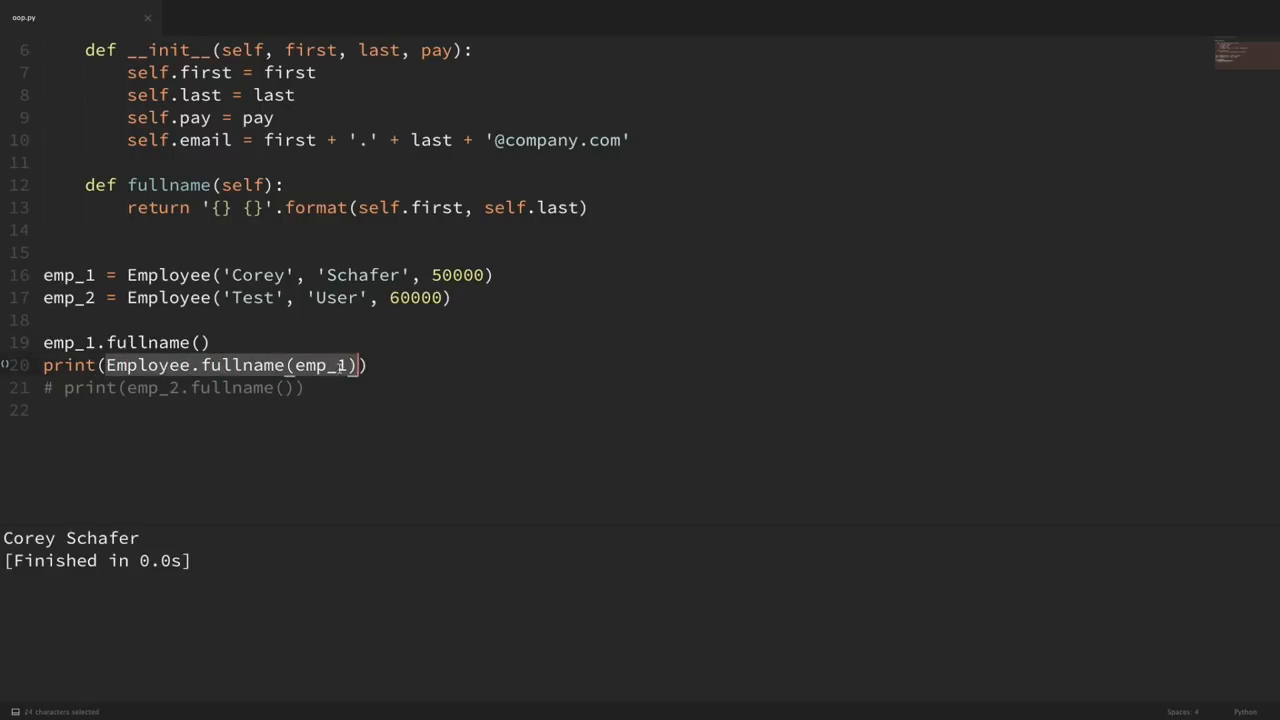 oop.py
×
6     def __init__(self, first, last, pay):
7         self.first = first
8         self.last = last
9         self.pay = pay
10         self.email = first + '.' + last + '@company.com'
11
12     def fullname(self):
13         return '{} {}'.format(self.first, self.last)
14
15
16 emp_1 = Employee('Corey', 'Schafer', 50000)
17 emp_2 = Employee('Test', 'User', 60000)
18
19 emp_1.fullname()
()20 print(Employee.fullname(emp_1))
21 # print(emp_2.fullname())
22
Corey Schafer
[Finished in 0.0s]
24 characters selected
Spaces: 4
Python